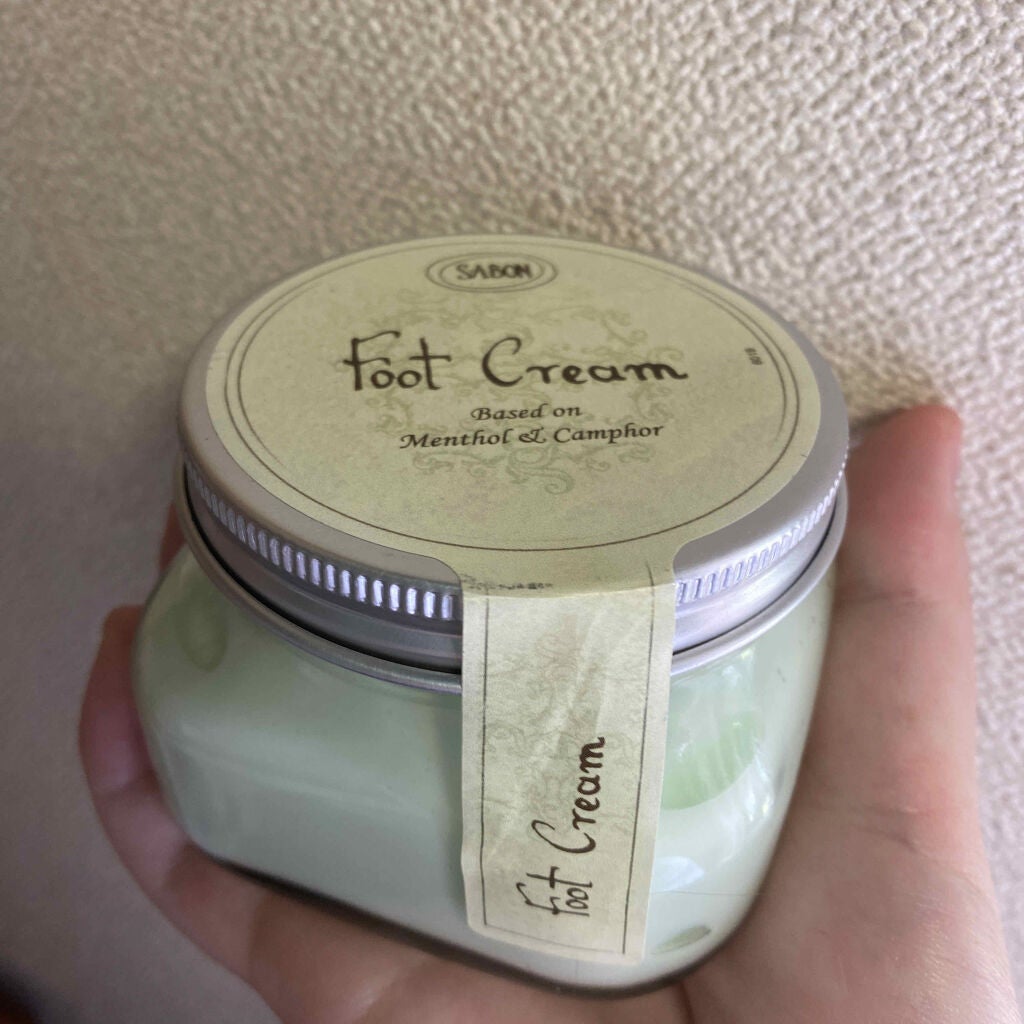 SABON
Foot Cream
Based on
Menthol & Camphor
Foot Cream